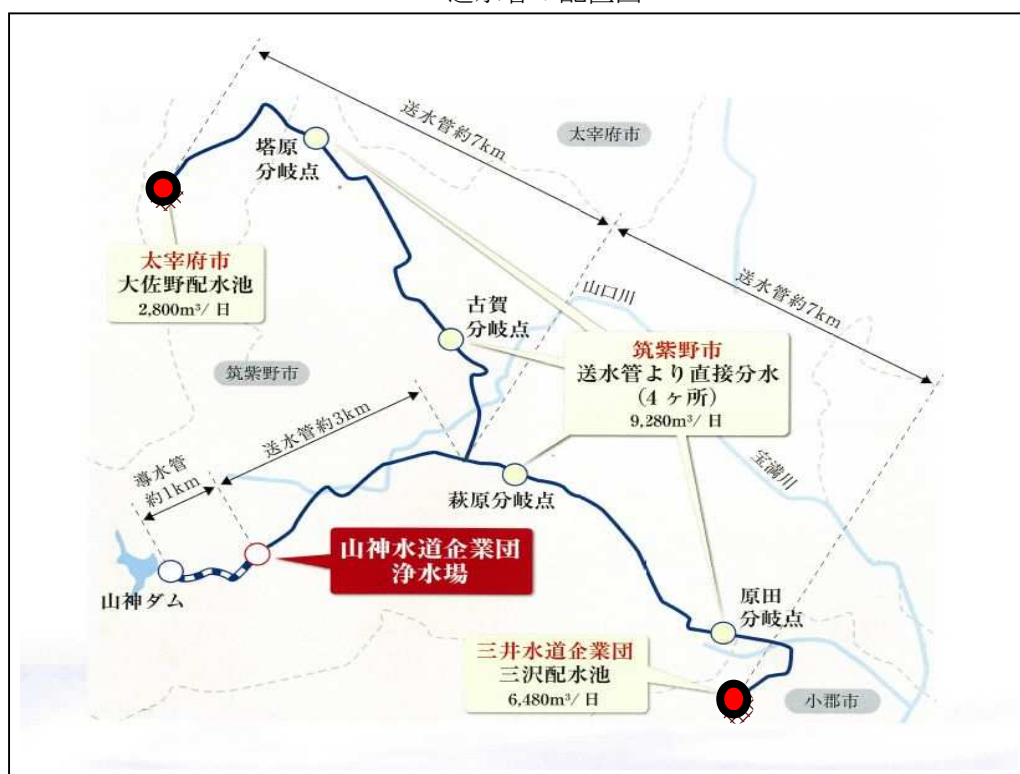 送水管約7km
太宰府市
塔原
分岐点
太宰府市
大佐野配水池
2,800m³/ 日
送水管約7km
山口川
古賀
分岐点
筑紫野市
送水管より直接分水
(4 ヶ所)
9,280m³/ 日
筑紫野市
送水管約3km
導水管
約1km
宝満川
萩原分岐点
山神水道企業団
浄水場
山神ダム
原田
分岐点
三井水道企業団
三沢配水池
6,480m³/ 日
小郡市